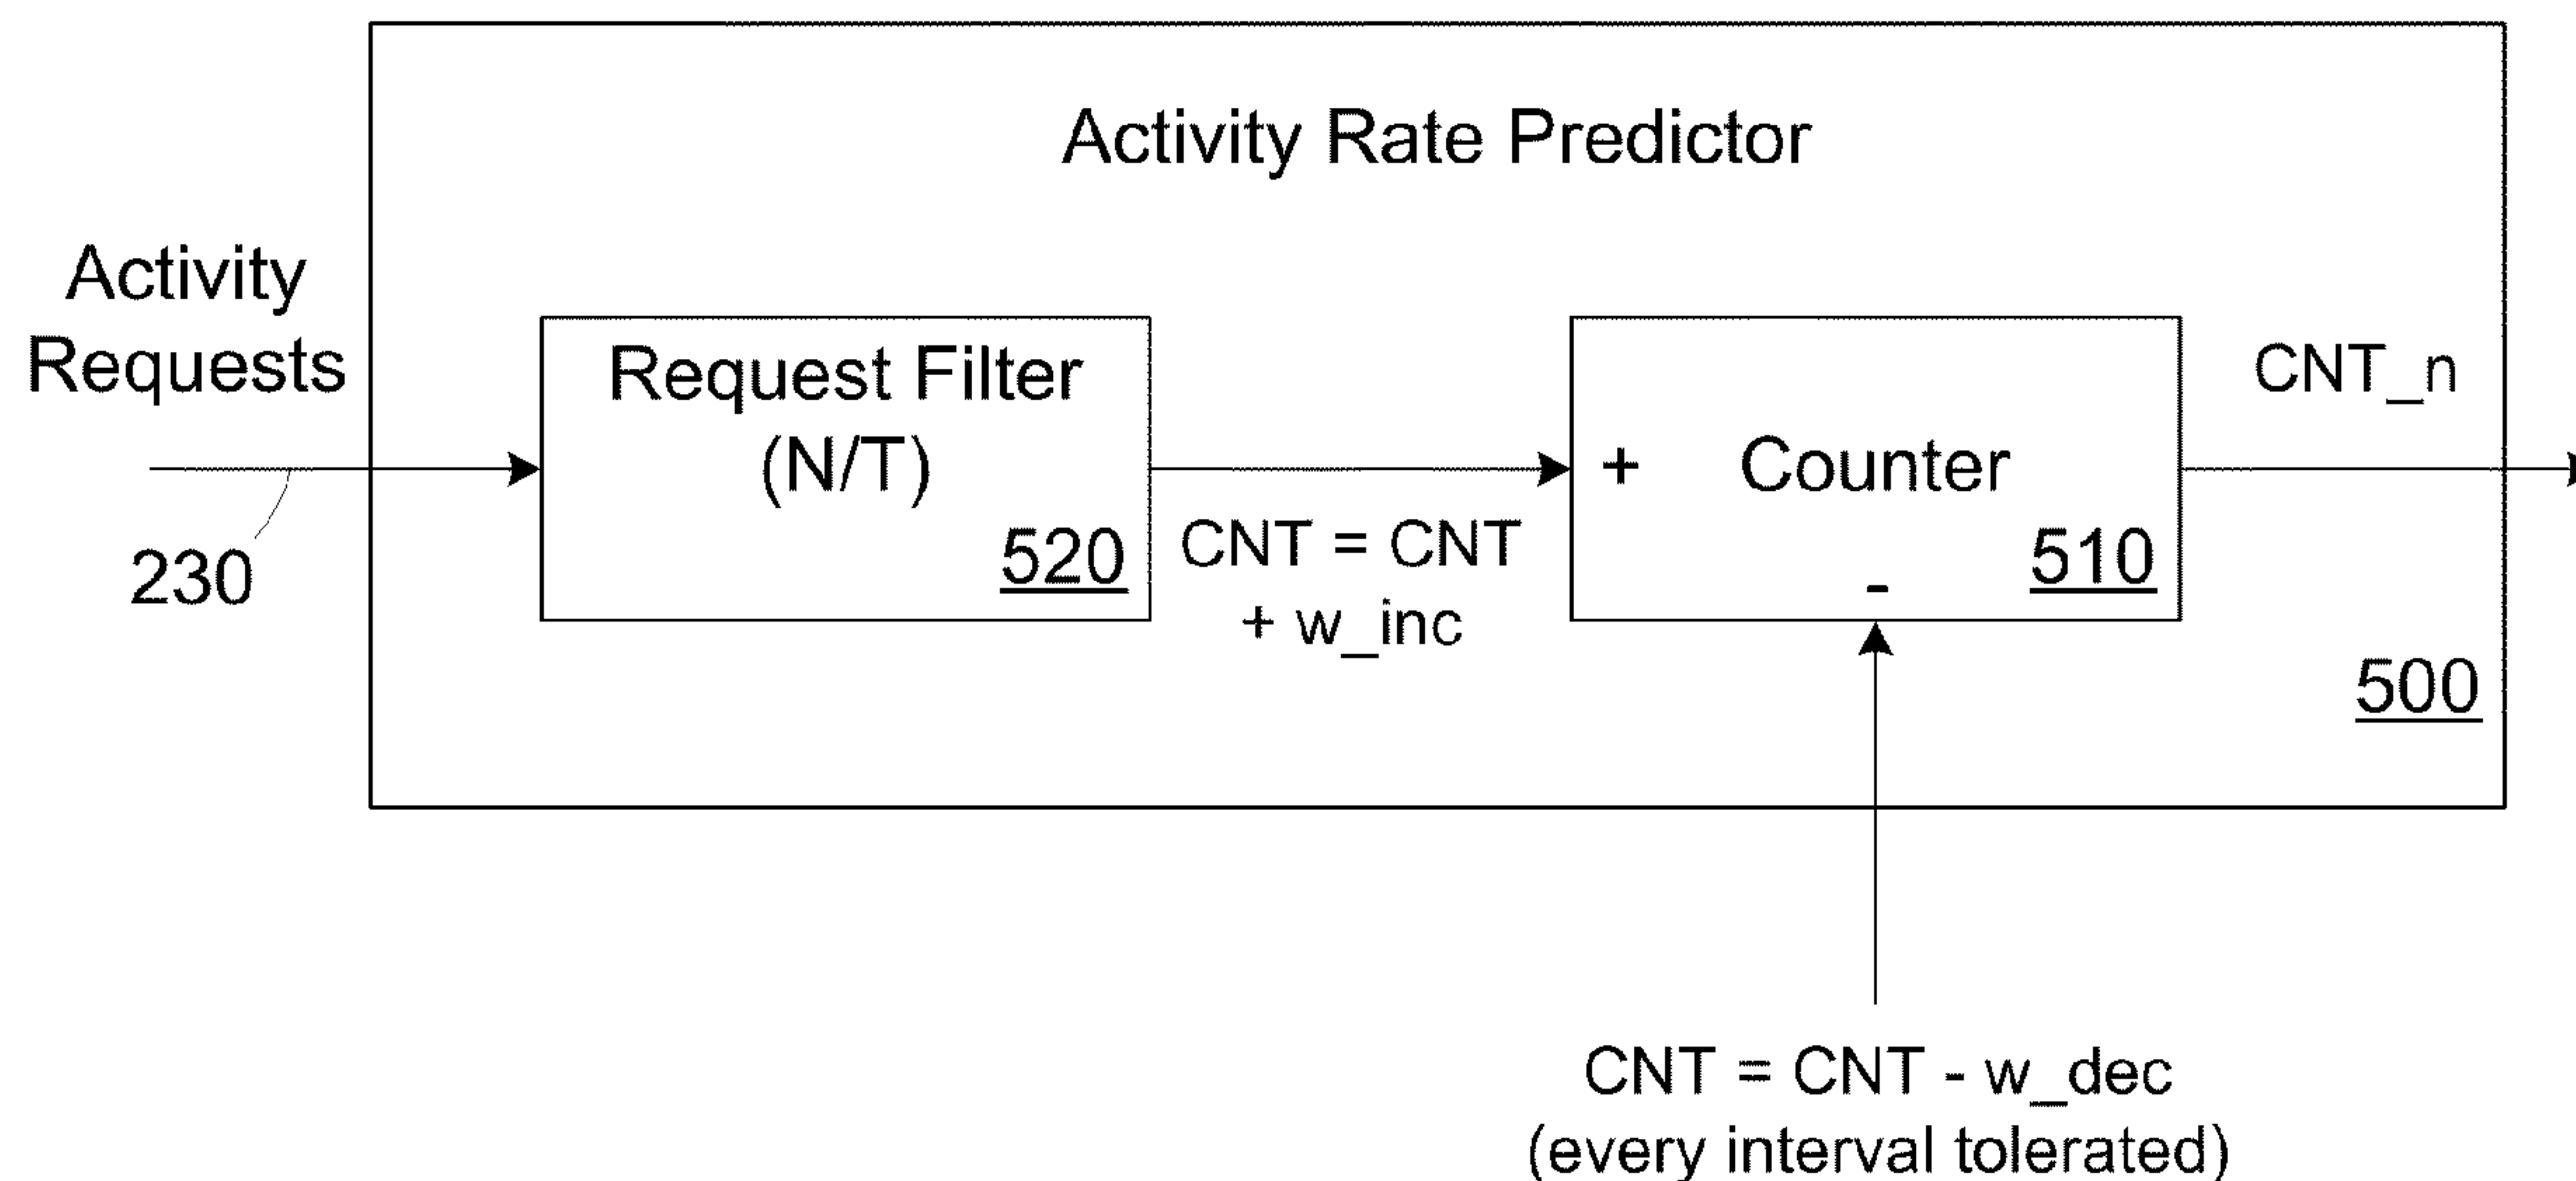 Activity Rate Predictor
Activity
Requests
230
Request Filter
(N/T)
520
CNT = CNT
+ w_inc
+ Counter
-
510
CNT_n
500
CNT = CNT - w_dec
(every interval tolerated)